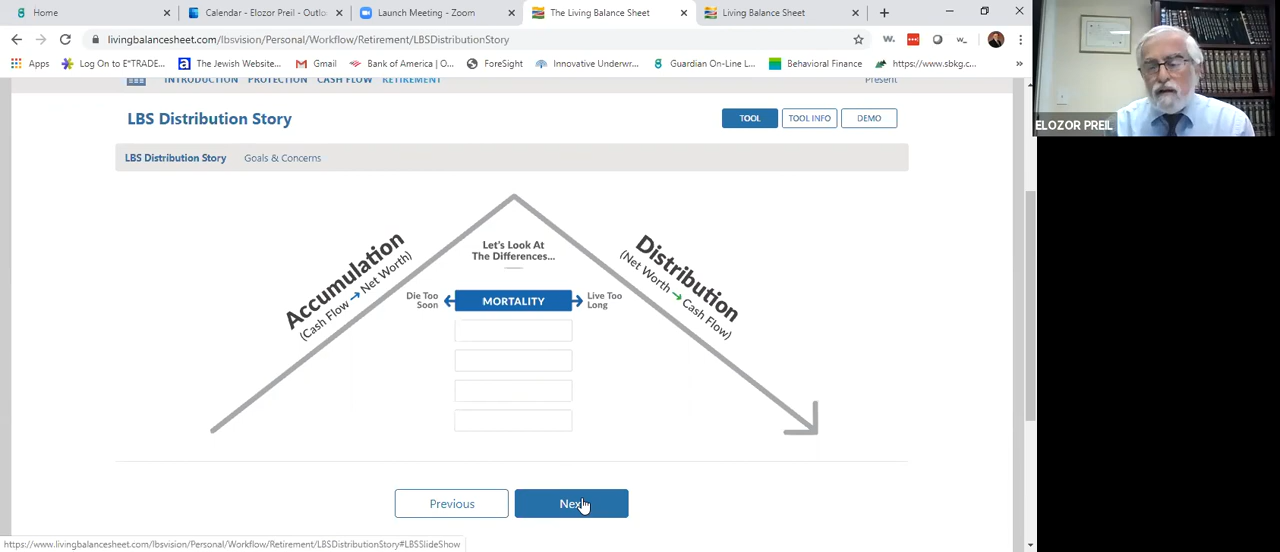 Home
Calendar - Elozor Preil - Outlo
Launch Meeting - Zoom
The Living Balance Sheet
Living Balance Sheet
livingbalancesheet.com/lbsvision/Personal/Workflow/Retirement/LBSDistributionStory
Apps
Log On to E*TRADE...
The Jewish Website...
Gmail
Bank of America | O...
ForeSight
Innovative Underwr...
Guardian On-Line L...
Behavioral Finance
https://www.sbkg.c...
INTRODUCTION
PROTECTION
CASH FLOW
RETIREMENT
Present
LBS Distribution Story
TOOL
TOOL INFO
DEMO
LBS Distribution Story
Goals & Concerns
Accumulation
(Cash Flow → Net Worth)
Let's Look At
The Differences...
Distribution
(Net Worth → Cash Flow)
Die Too
Soon
MORTALITY
Live Too
Long
Previous
Next
https://www.livingbalancesheet.com/lbsvision/Personal/Workflow/Retirement/LBSDistributionStory#LBSSlideShow
ELOZOR PREIL